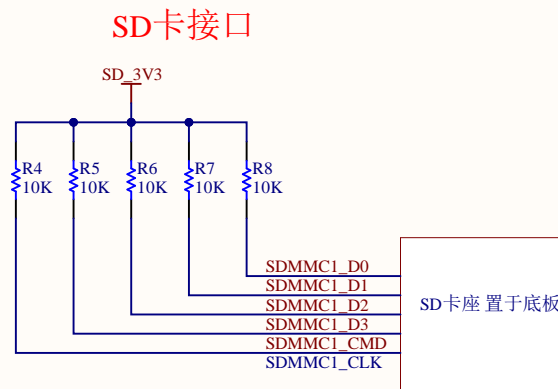 SD卡接口
SD_3V3
R4 R5 R6 R7 R8
10K 10K 10K 10K 10K
SDMMC1_D0
SDMMC1_D1
SDMMC1_D2
SD卡座 置于底板
SDMMC1_D3
SDMMC1_CMD
SDMMC1_CLK